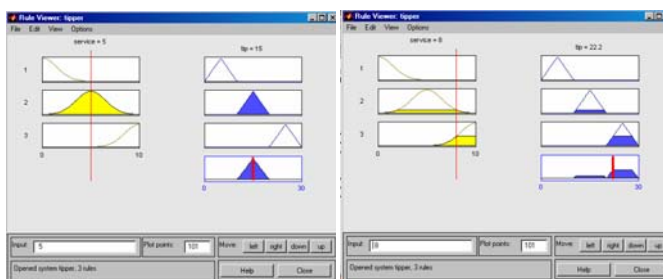 Rule Viewer: tipper
File Edit View Options
service = 5
tip = 15
1
2
3
0
10
0
30
Input: 5
Plot points: 101
Move: left right down up
Opened system tipper, 3 rules
Help
Close
Rule Viewer: tipper
File Edit View Options
service = 8
tip = 22.2
1
2
3
0
10
0
30
Input: [8
Plot points: 101
Move: left right down up
Opened system tipper, 3 rules
Help
Close